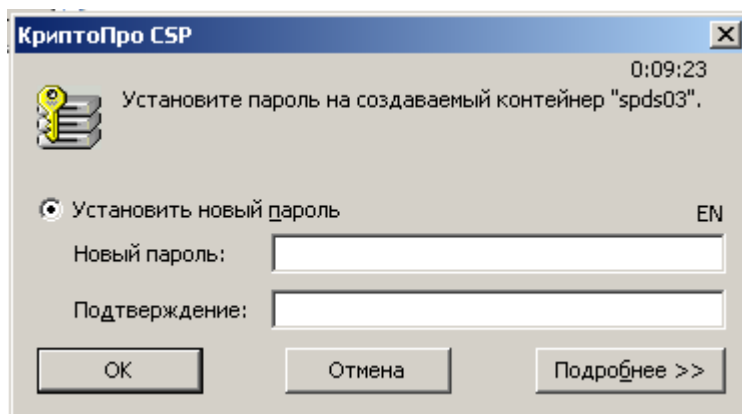 КриптоПро CSP
0:09:23
Установите пароль на создаваемый контейнер "spds03".
Установить новый пароль EN
Новый пароль:
Подтверждение:
ОК Отмена Подробнее >>